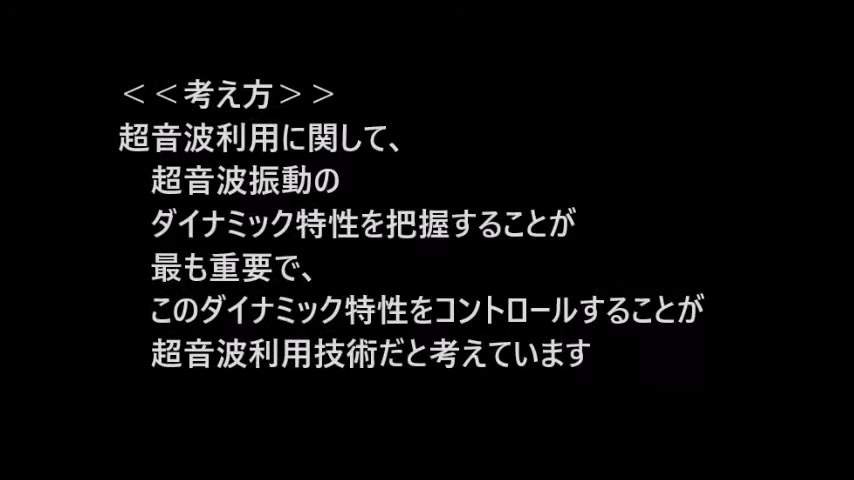 <<考え方>>
超音波利用に関して、
超音波振動の
ダイナミック特性を把握することが
最も重要で、
このダイナミック特性をコントロールすることが
超音波利用技術だと考えています